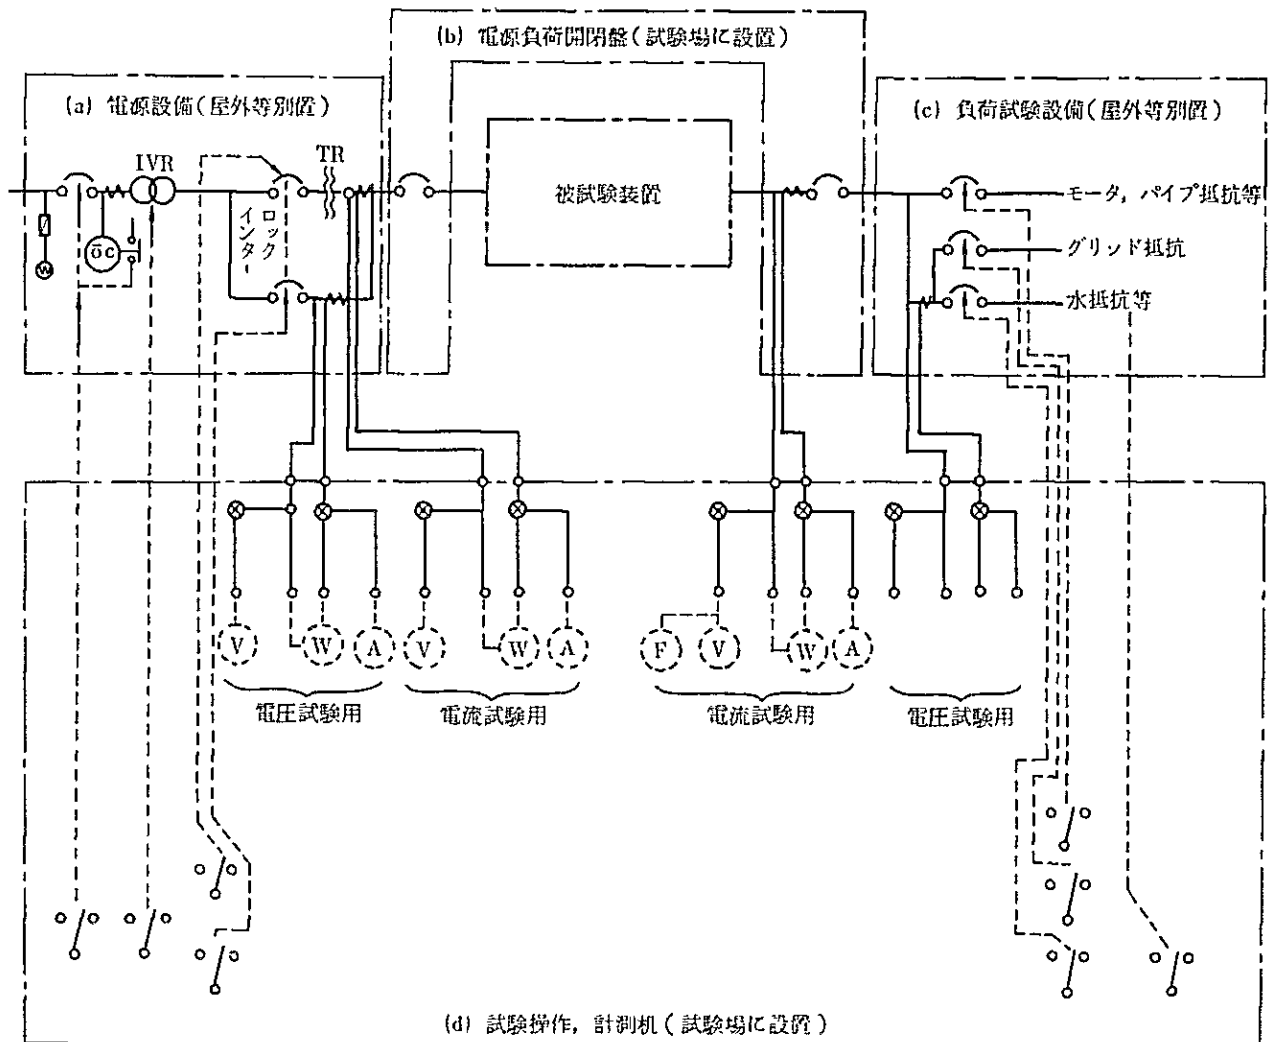 (b) 電源負荷開閉盤(試験場に設置)
(a) 電源設備(屋外等別置)
(c) 負荷試験設備(屋外等別置)
IVR
TR
インターロック
被試験装置
モータ, パイプ抵抗等
グリッド抵抗
水抵抗等
OC
W
V W A V W A F V W A
電圧試験用
電流試験用
電流試験用
電圧試験用
(d) 試験操作, 計測机(試験場に設置)